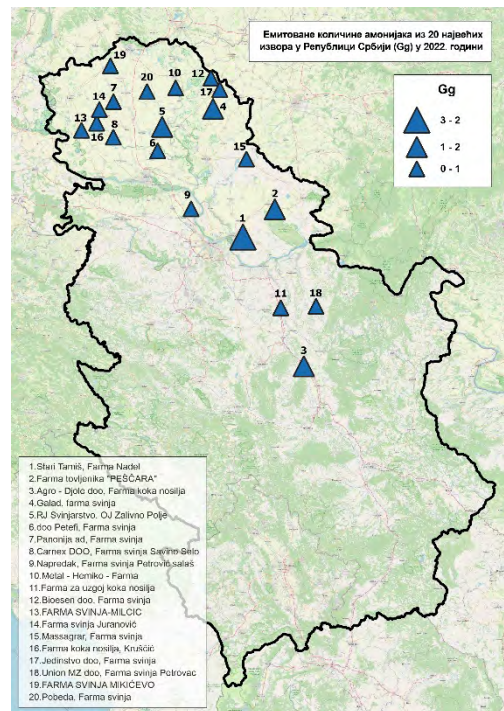 Емитоване количине амонијака из 20 највећих
извора у Републици Србији (Gg) у 2022. години
Gg
3 - 2
1 - 2
0 - 1
19
20
10
12
17
4
7
14
13
16
8
5
6
15
9
2
1
11
18
3
1.Stari Tamiš, Farma Nadel
2.Farma tovljenika "PEŠČARA"
3.Agro - Djole doo, Farma koka nosilja
4.Galad, farma svinja
5.RJ Svinjarstvo, OJ Zalivno Polje
6.doo Petefi, Farma svinja
7.Panonija ad, Farma svinja
8.Carnex DOO, Farma svinja Savino Selo
9.Napredak, Farma svinja Petrović salaš
10.Metal - Hemiko - Farma
11.Farma za uzgoj koka nosilja
12.Bioesen doo, Farma svinja
13.FARMA SVINJA-MILCIC
14.Farma svinja Juranović
15.Massagrar, Farma svinja
16.Farma koka nosilja, Kruščić
17.Jedinstvo doo, Farma svinja
18.Union MZ doo, Farma svinja Petrovac
19.FARMA SVINJA MIKIĆEVO
20.Pobeda, Farma svinja